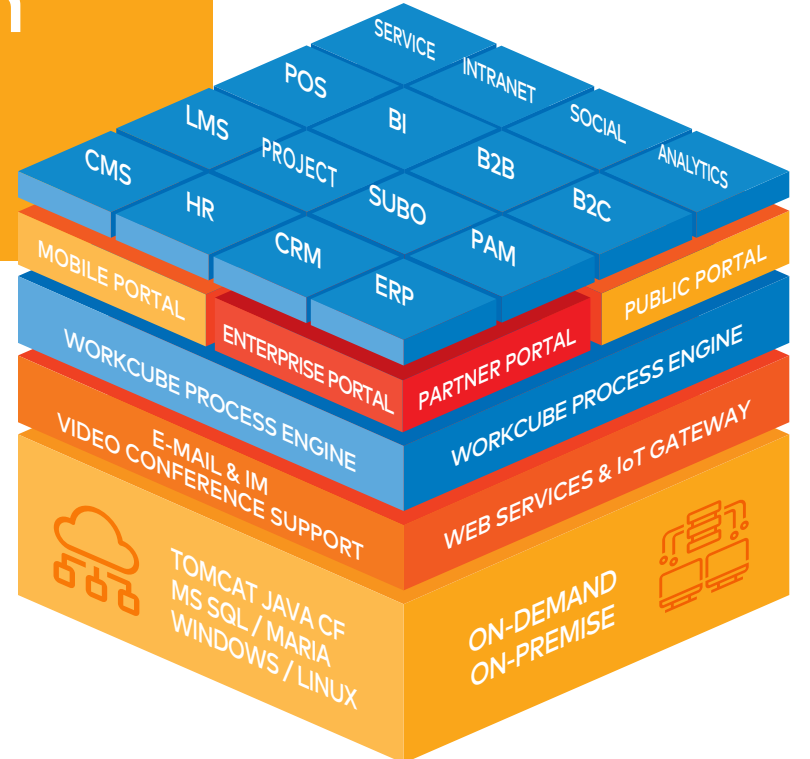 SERVICE
POS
INTRANET
LMS
BI
SOCIAL
CMS
PROJECT
B2B
ANALYTICS
HR
SUBO
B2C
CRM
PAM
ERP
MOBILE PORTAL
ENTERPRISE PORTAL
PARTNER PORTAL
PUBLIC PORTAL
WORKCUBE PROCESS ENGINE
WORKCUBE PROCESS ENGINE
E-MAIL & IM
VIDEO CONFERENCE SUPPORT
WEB SERVICES & IoT GATEWAY
TOMCAT JAVA CF
MS SQL / MARIA
WINDOWS / LINUX
ON-DEMAND
ON-PREMISE